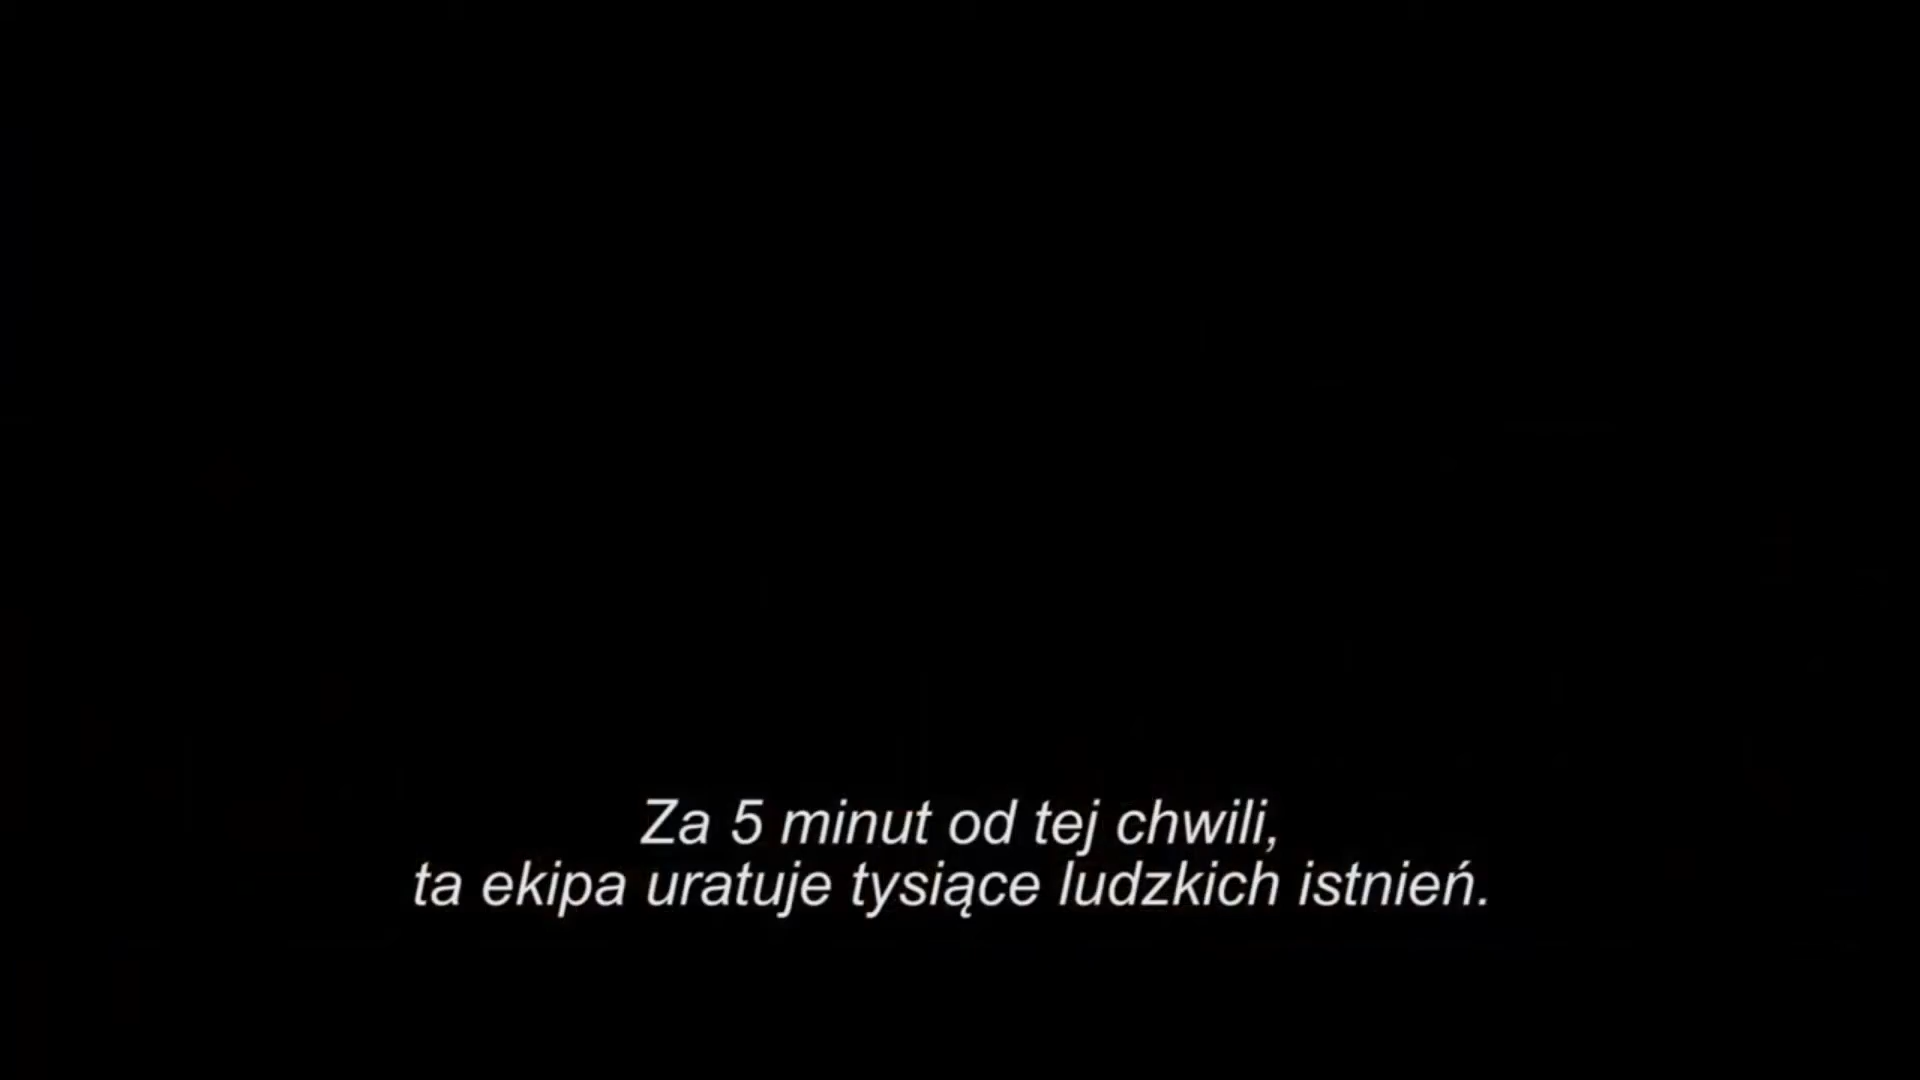 Za 5 minut od tej chwili,
ta ekipa uratuje tysiące ludzkich istnień.